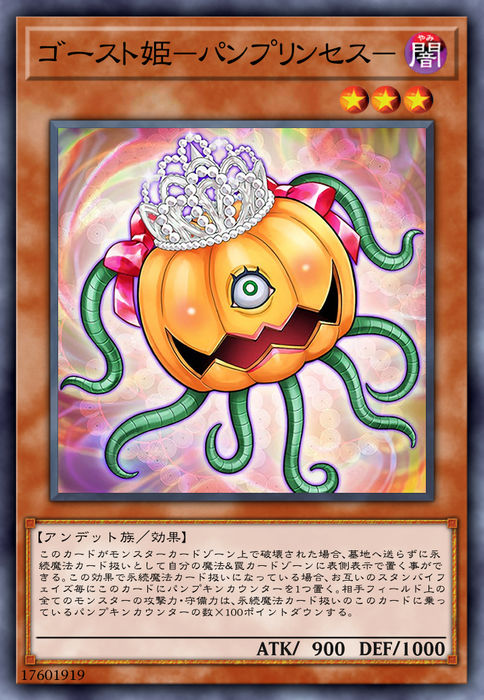 ゴースト姫－パンプリンセス－
闇
やみ
【アンデット族／効果】
このカードがモンスターカードゾーン上で破壊された場合、墓地へ送らずに永
続魔法カード扱いとして自分の魔法&罠カードゾーンに表側表示で置く事がで
きる。この効果で永続魔法カード扱いになっている場合、お互いのスタンバイフ
ェイズ毎にこのカードにパンプキンカウンターを1つ置く。相手フィールド上の
全てのモンスターの攻撃力・守備力は、永続魔法カード扱いのこのカードに乗っ
ているパンプキンカウンターの数×100ポイントダウンする。
ATK/ 900 DEF/1000
17601919